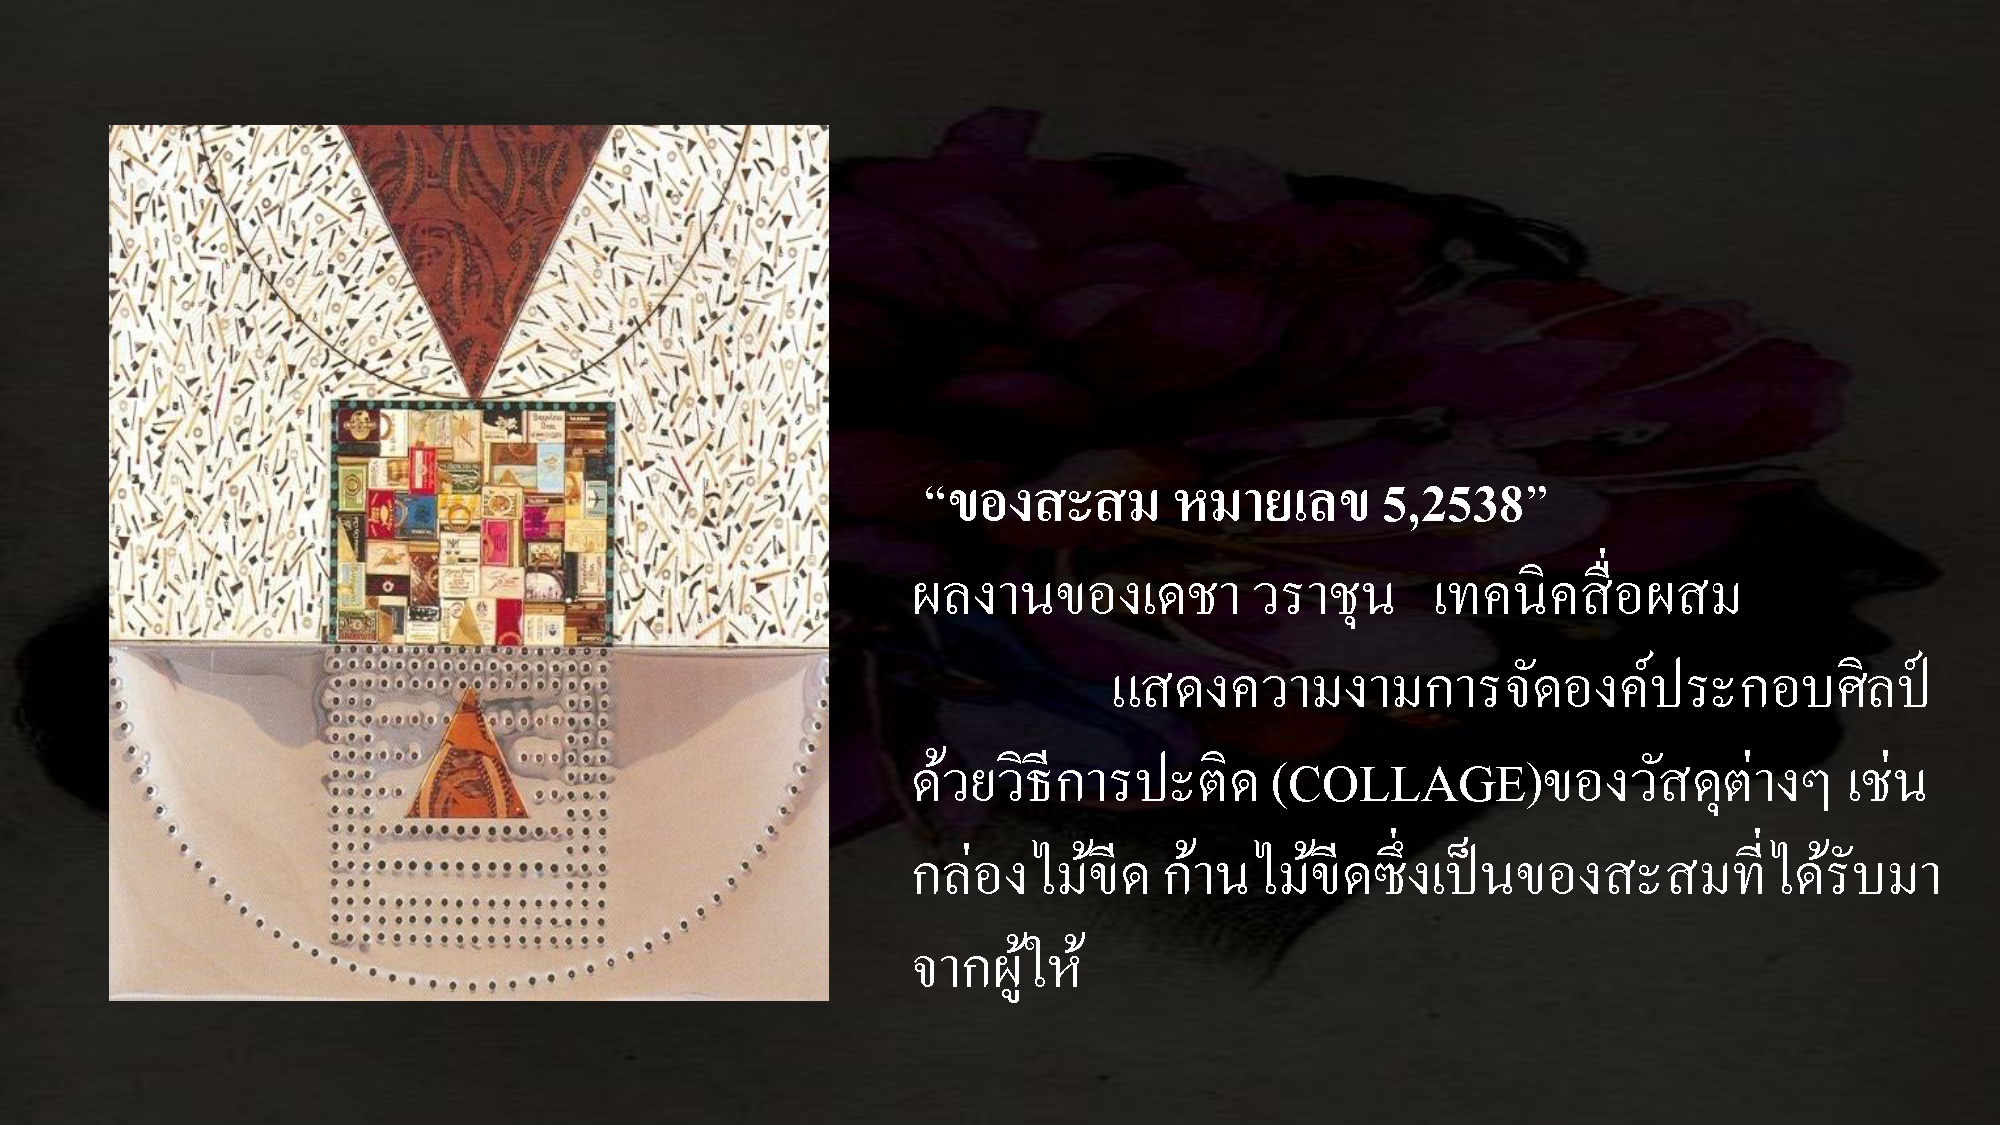 “ของสะสม หมายเลข 5,2538”
ผลงานของเดชา วราชุน เทคนิคสื่อผสม
แสดงความงามการจัดองค์ประกอบศิลป์
ด้วยวิธีการปะติด (COLLAGE)ของวัสดุต่างๆ เช่น
กล่องไม้ขีด ก้านไม้ขีดซึ่งเป็นของสะสมที่ได้รับมา
จากผู้ให้